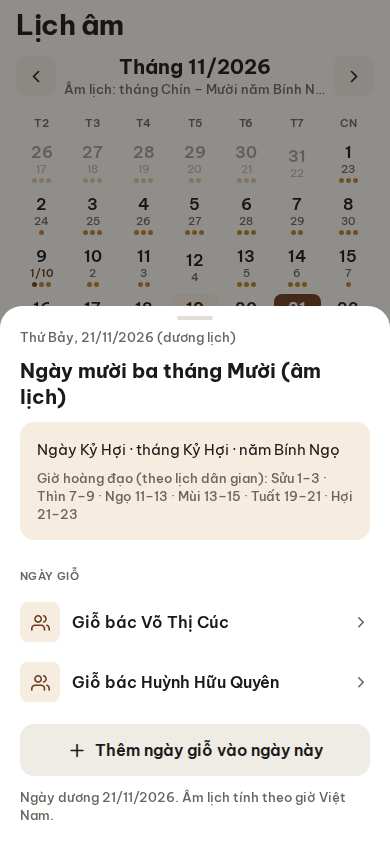 Lịch âm
Tháng 11/2026
Âm lịch: tháng Chín – Mười năm Bính N...
T2 T3 T4 T5 T6 T7 CN
26 27 28 29 30 31 1
17 18 19 20 21 22 23
2 3 4 5 6 7 8
24 25 26 27 28 29 30
9 10 11 12 13 14 15
1/10 2 3 4 5 6 7
Thứ Bảy, 21/11/2026 (dương lịch)
Ngày mười ba tháng Mười (âm
lịch)
Ngày Kỷ Hợi · tháng Kỷ Hợi · năm Bính Ngọ
Giờ hoàng đạo (theo lịch dân gian): Sửu 1–3 ·
Thìn 7–9 · Ngọ 11–13 · Mùi 13–15 · Tuất 19–21 · Hợi
21–23
NGÀY GIỖ
Giỗ bác Võ Thị Cúc
Giỗ bác Huỳnh Hữu Quyên
Thêm ngày giỗ vào ngày này
Ngày dương 21/11/2026. Âm lịch tính theo giờ Việt
Nam.